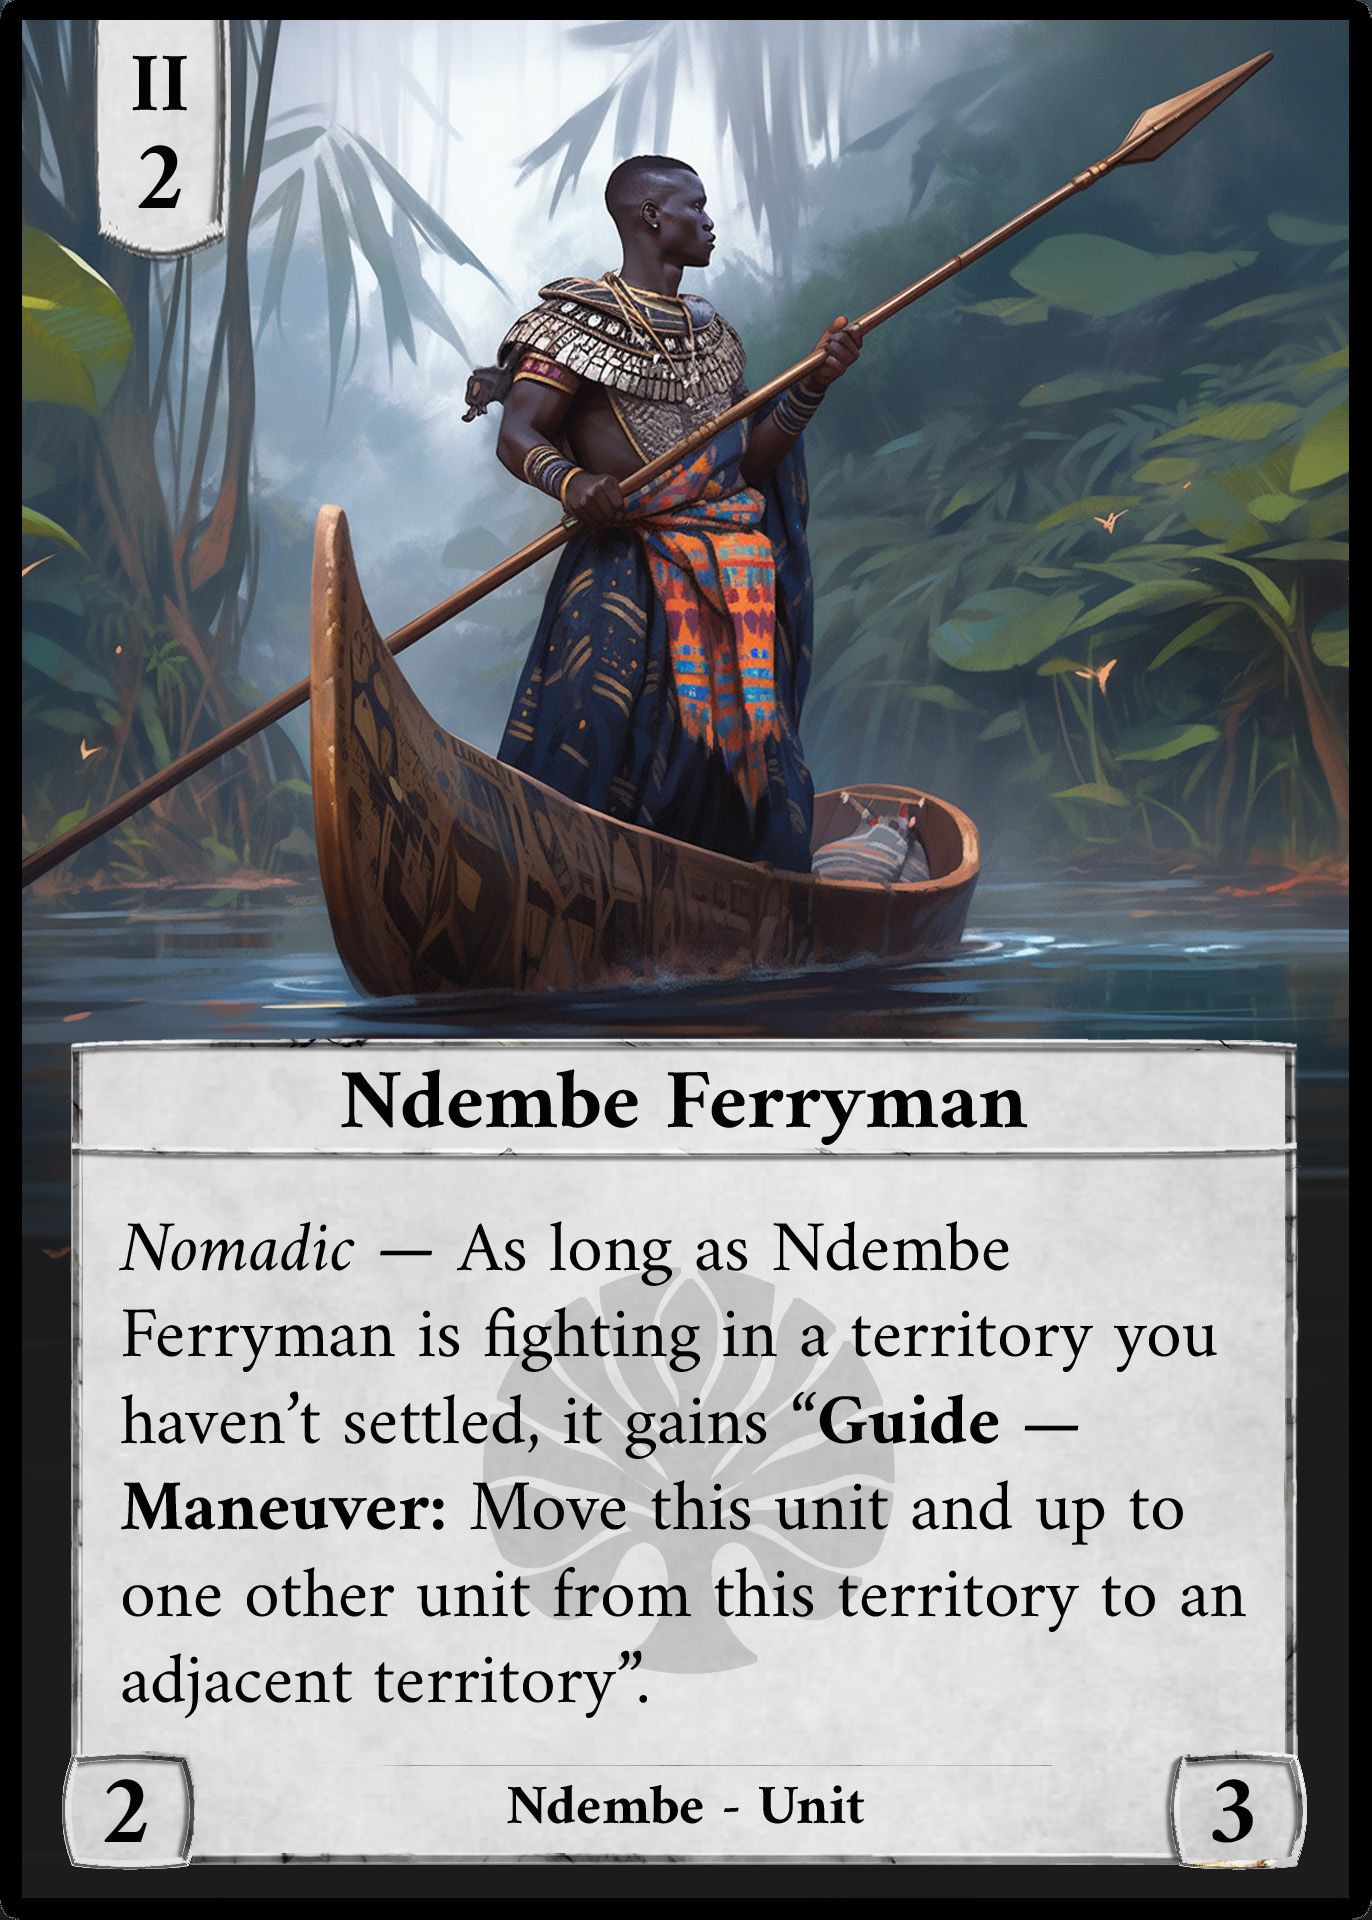 II
2
Ndembe Ferryman
Nomadic — As long as Ndembe
Ferryman is fighting in a territory you
haven’t settled, it gains “Guide —
Maneuver: Move this unit and up to
one other unit from this territory to an
adjacent territory”.
2
Ndembe - Unit
3